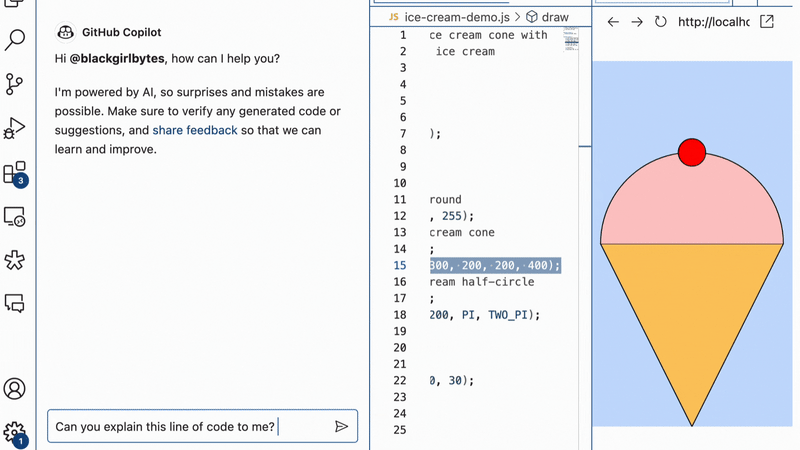 GitHub Copilot
Hi @blackgirlbytes, how can I help you?
I'm powered by AI, so surprises and mistakes are
possible. Make sure to verify any generated code or
suggestions, and share feedback so that we can
learn and improve.
3
1
Can you explain this line of code to me?
JS ice-cream-demo.js > draw
1 ce cream cone with
2 ice cream
3
4
5
6
7 );
8
9
10
11 round
12 , 255);
13 cream cone
14 ;
15 300, 200, 200, 400);
16 ream half-circle
17 ;
18 200, PI, TWO_PI);
19
20
21
22 0, 30);
23
24
25
http://localho